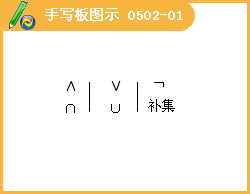 手写板图示 0502-01
∧ | ∨ | ¬
∩ | ∪ | 补集